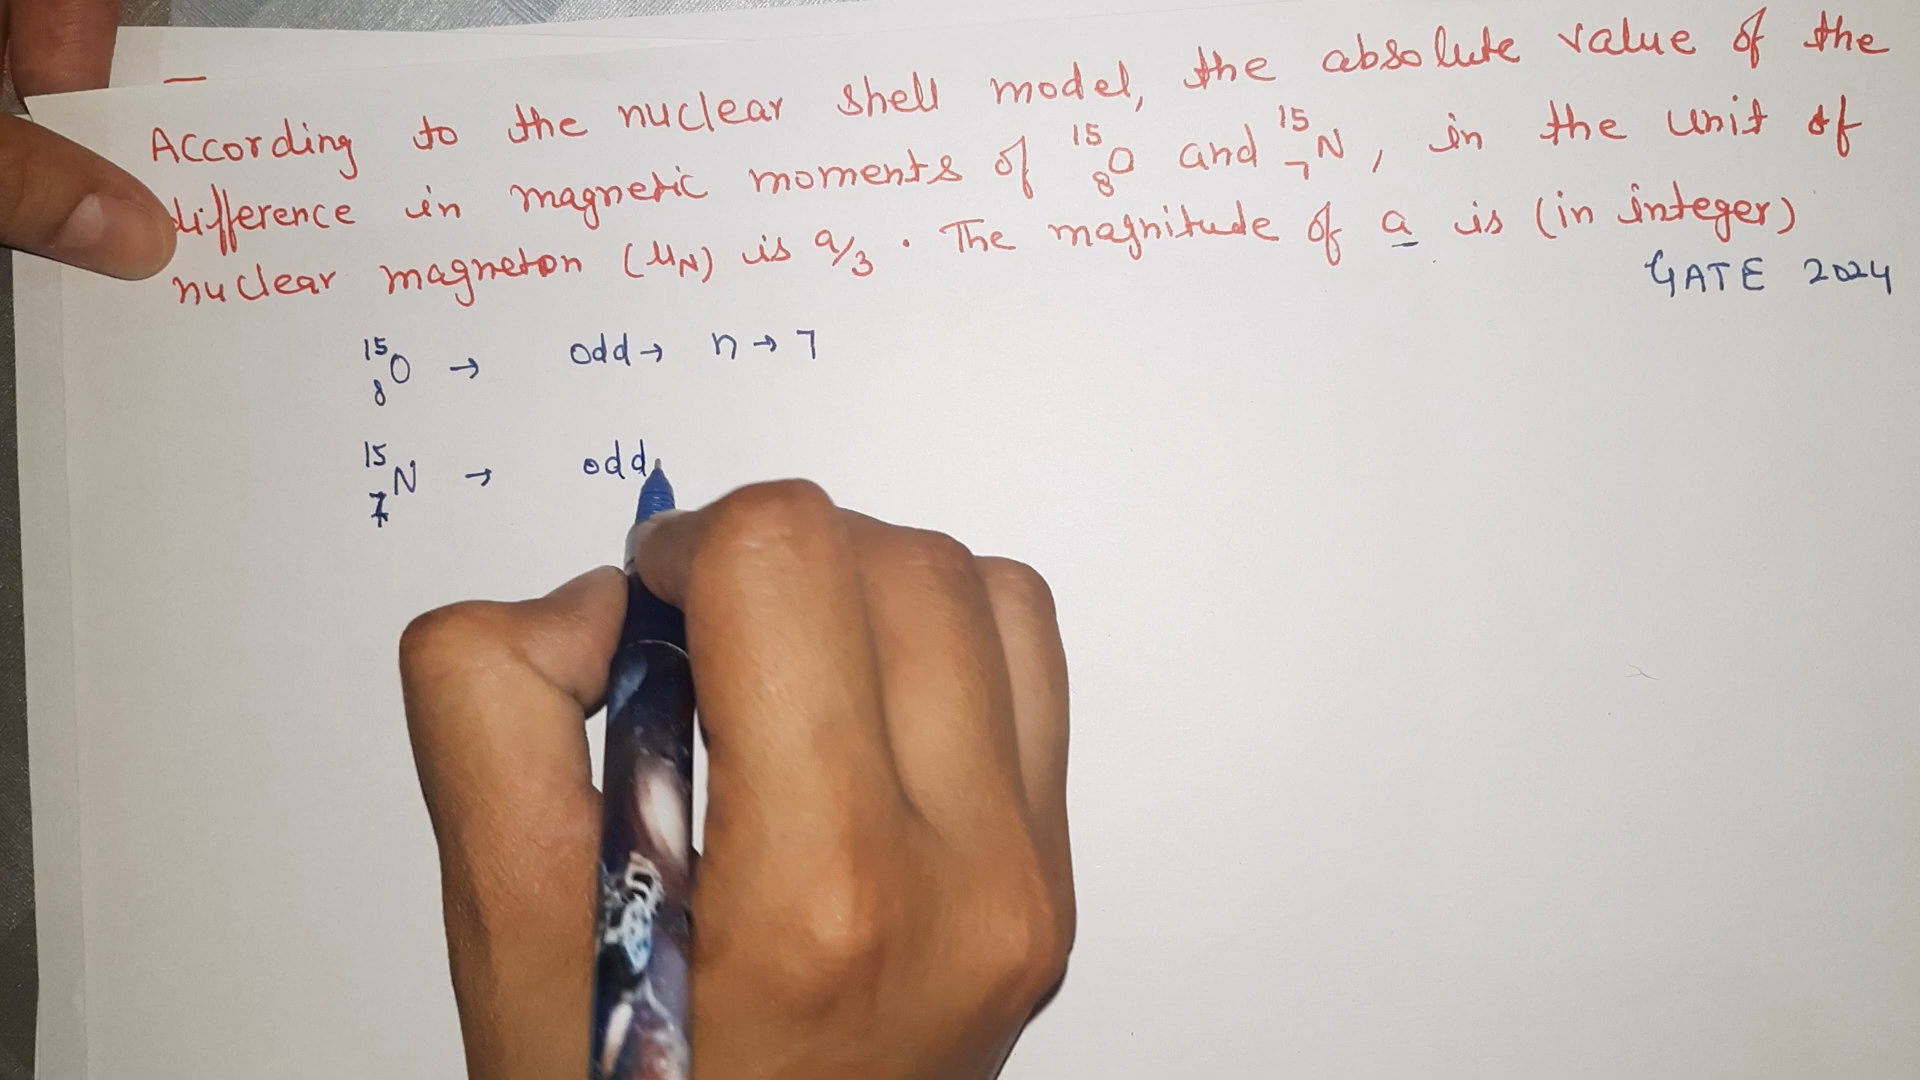 According to the nuclear shell model, the absolute value of the
difference in magnetic moments of ¹⁵₈O and ¹⁵₇N, in the unit of
nuclear magneton (μN) is a/3. The magnitude of a is (in integer)
GATE 2024
¹⁵₈O → odd → n → 7
¹⁵₇N → odd